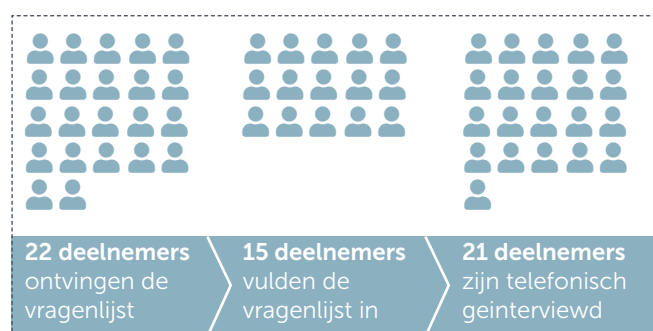 22 deelnemers
ontvingen de
vragenlijst
15 deelnemers
vulden de
vragenlijst in
21 deelnemers
zijn telefonisch
geinterviewd